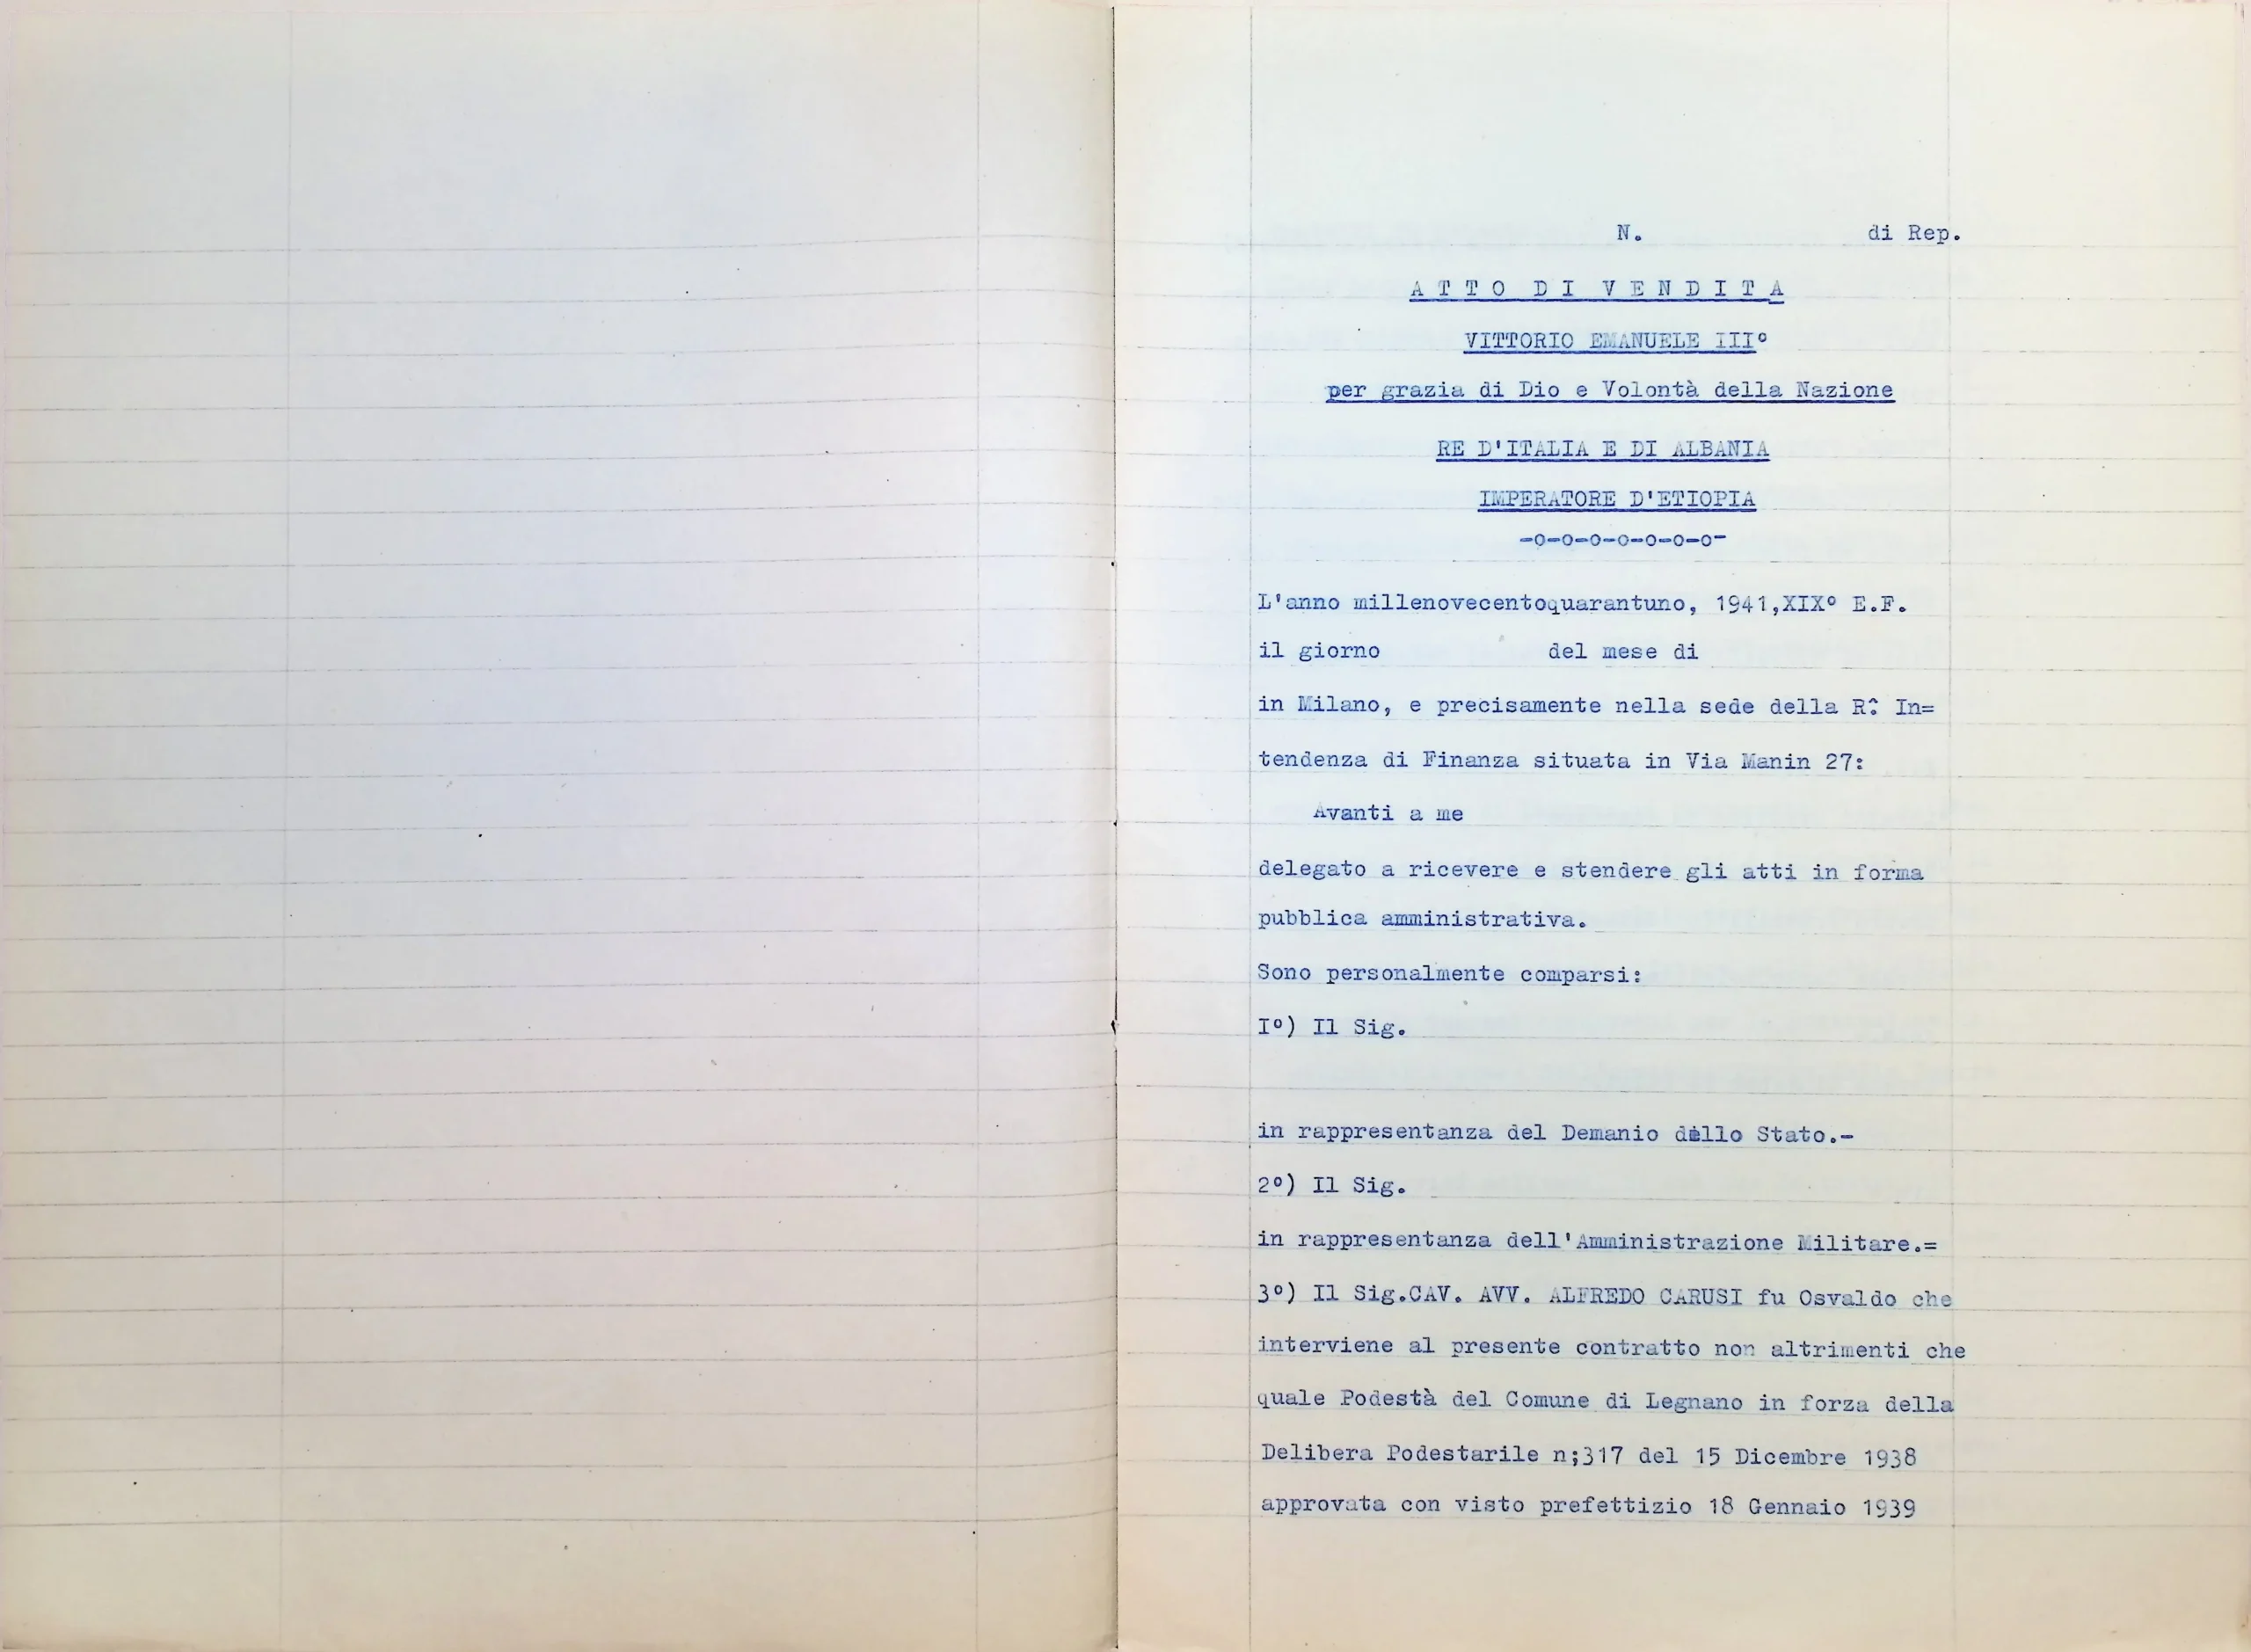 N. di Rep.
A T T O D I V E N D I T A
VITTORIO EMANUELE III°
per grazia di Dio e Volontà della Nazione
RE D'ITALIA E DI ALBANIA
IMPERATORE D'ETIOPIA
-o-o-o-o-o-o-o-
L'anno millenovecentoquarantuno, 1941,XIX° E.F.
il giorno del mese di
in Milano, e precisamente nella sede della R^. In=
tendenza di Finanza situata in Via Manin 27:
Avanti a me
delegato a ricevere e stendere gli atti in forma
pubblica amministrativa.
Sono personalmente comparsi:
I°) Il Sig.
in rappresentanza del Demanio dello Stato.-
2°) Il Sig.
in rappresentanza dell'Amministrazione Militare.=
3°) Il Sig.CAV. AVV. ALFREDO CARUSI fu Osvaldo che
interviene al presente contratto non altrimenti che
quale Podestà del Comune di Legnano in forza della
Delibera Podestarile n;317 del 15 Dicembre 1938
approvata con visto prefettizio 18 Gennaio 1939